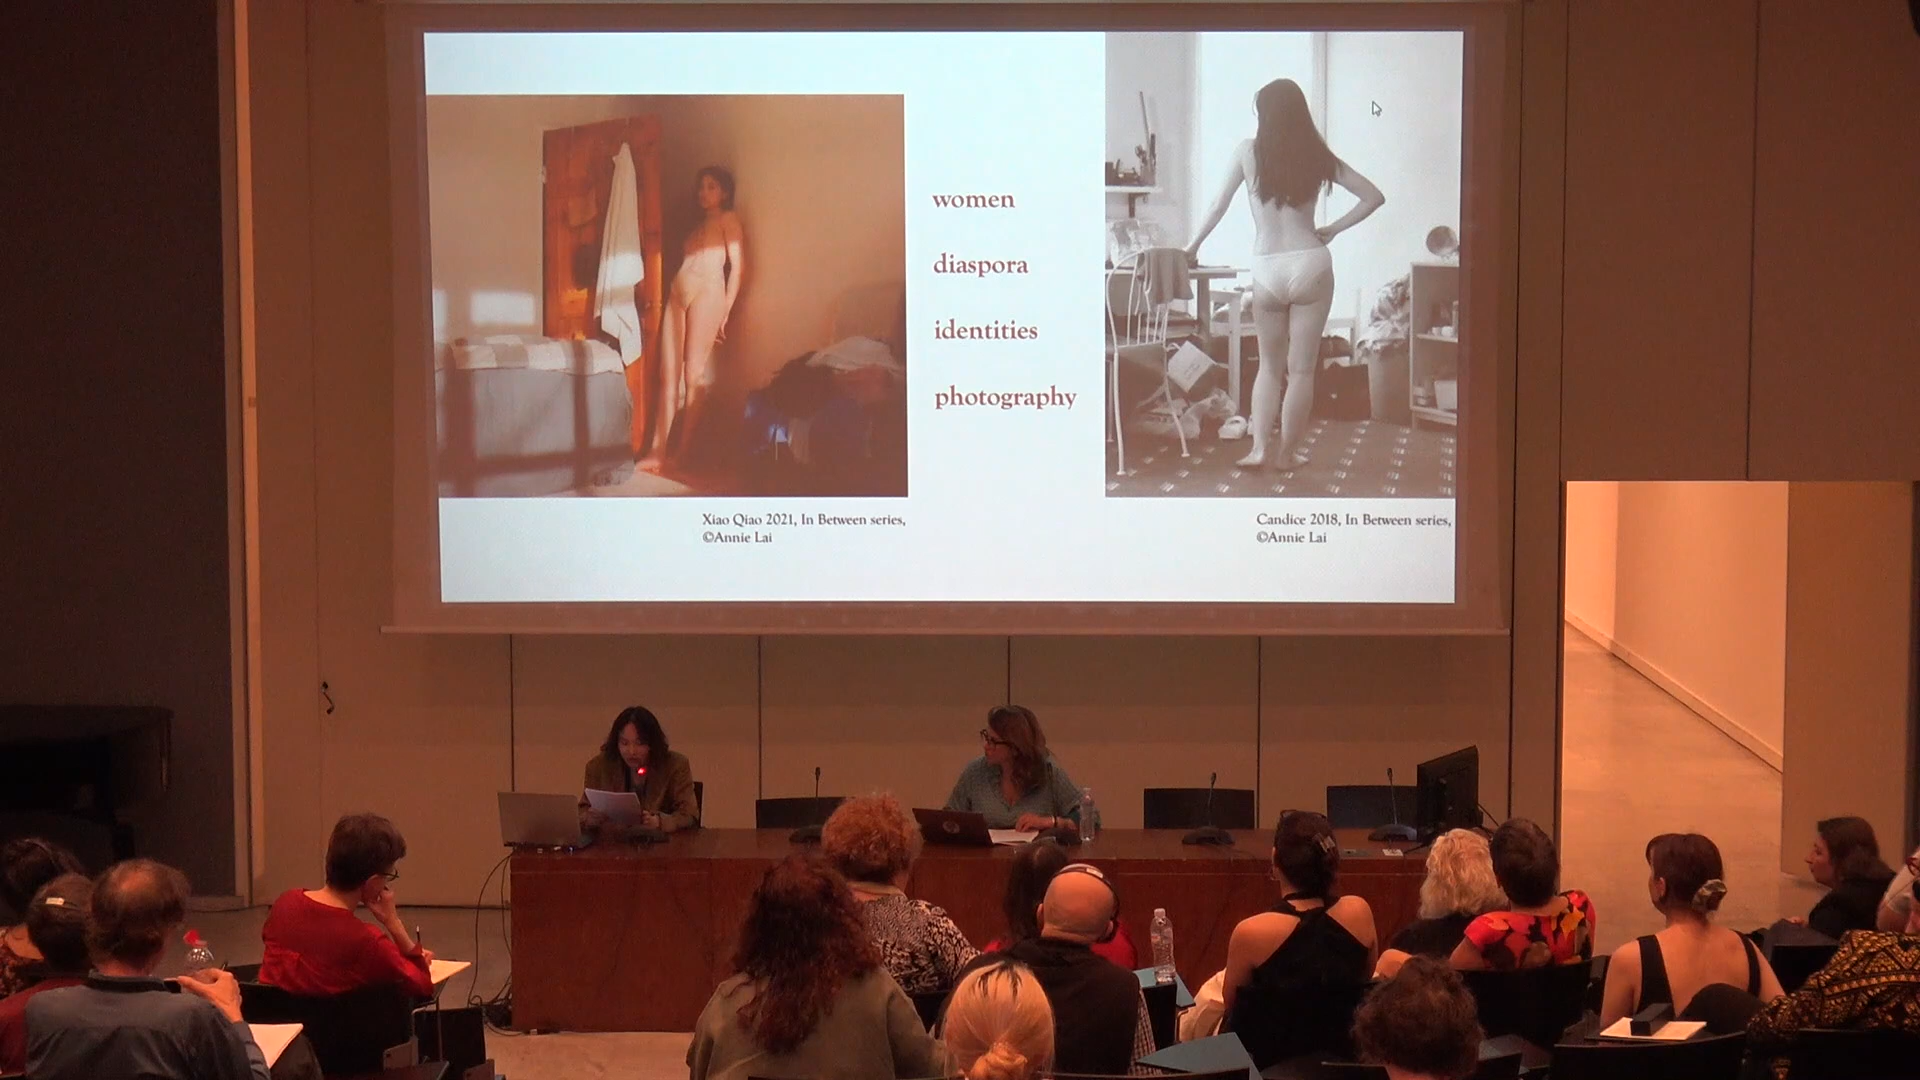 women
diaspora
identities
photography
Xiao Qiao 2021, In Between series,
©Annie Lai
Candice 2018, In Between series,
©Annie Lai